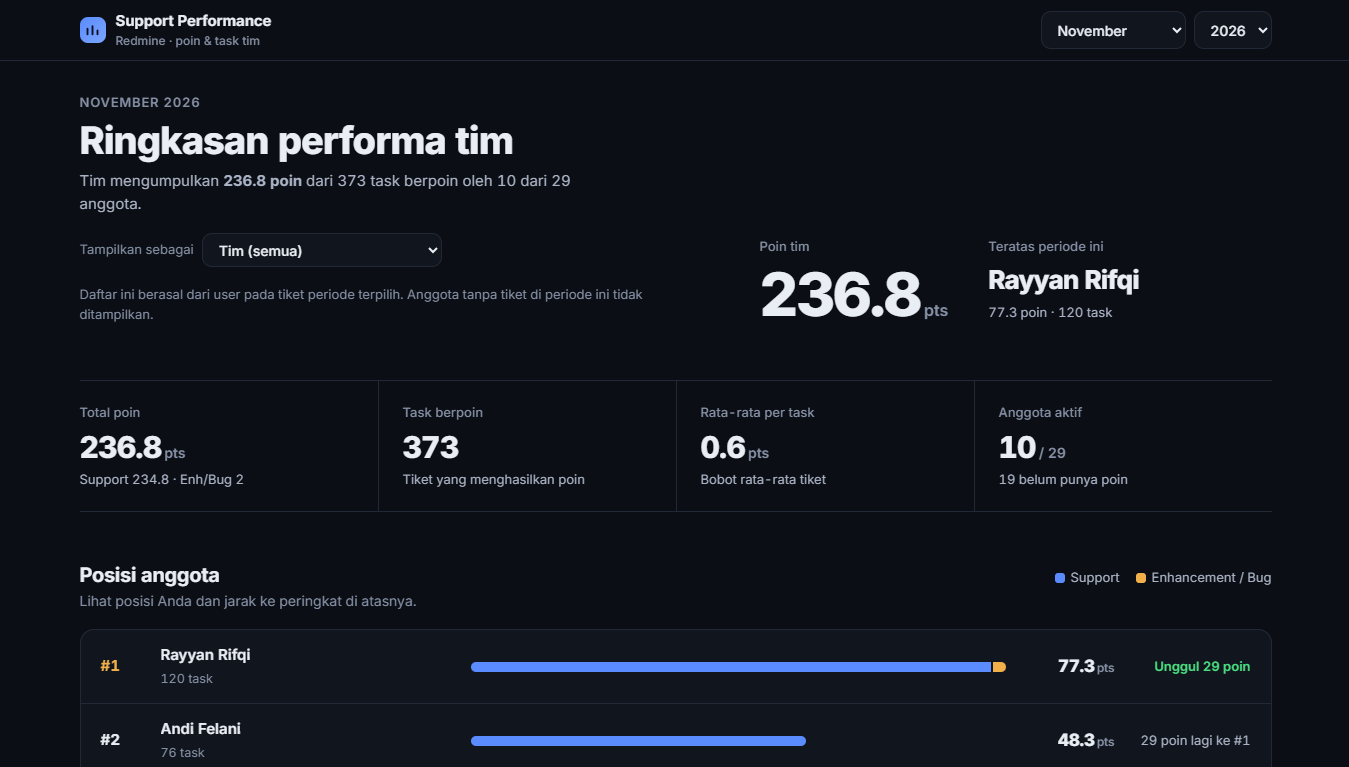 Support Performance
Redmine · poin & task tim
November
2026
NOVEMBER 2026
Ringkasan performa tim
Tim mengumpulkan 236.8 poin dari 373 task berpoin oleh 10 dari 29
anggota.
Tampilkan sebagai
Tim (semua)
Daftar ini berasal dari user pada tiket periode terpilih. Anggota tanpa tiket di periode ini tidak
ditampilkan.
Poin tim
236.8 pts
Teratas periode ini
Rayyan Rifqi
77.3 poin · 120 task
Total poin
236.8 pts
Support 234.8 · Enh/Bug 2
Task berpoin
373
Tiket yang menghasilkan poin
Rata-rata per task
0.6 pts
Bobot rata-rata tiket
Anggota aktif
10 / 29
19 belum punya poin
Posisi anggota
Lihat posisi Anda dan jarak ke peringkat di atasnya.
Support
Enhancement / Bug
#1
Rayyan Rifqi
120 task
77.3 pts
Unggul 29 poin
#2
Andi Felani
76 task
48.3 pts
29 poin lagi ke #1